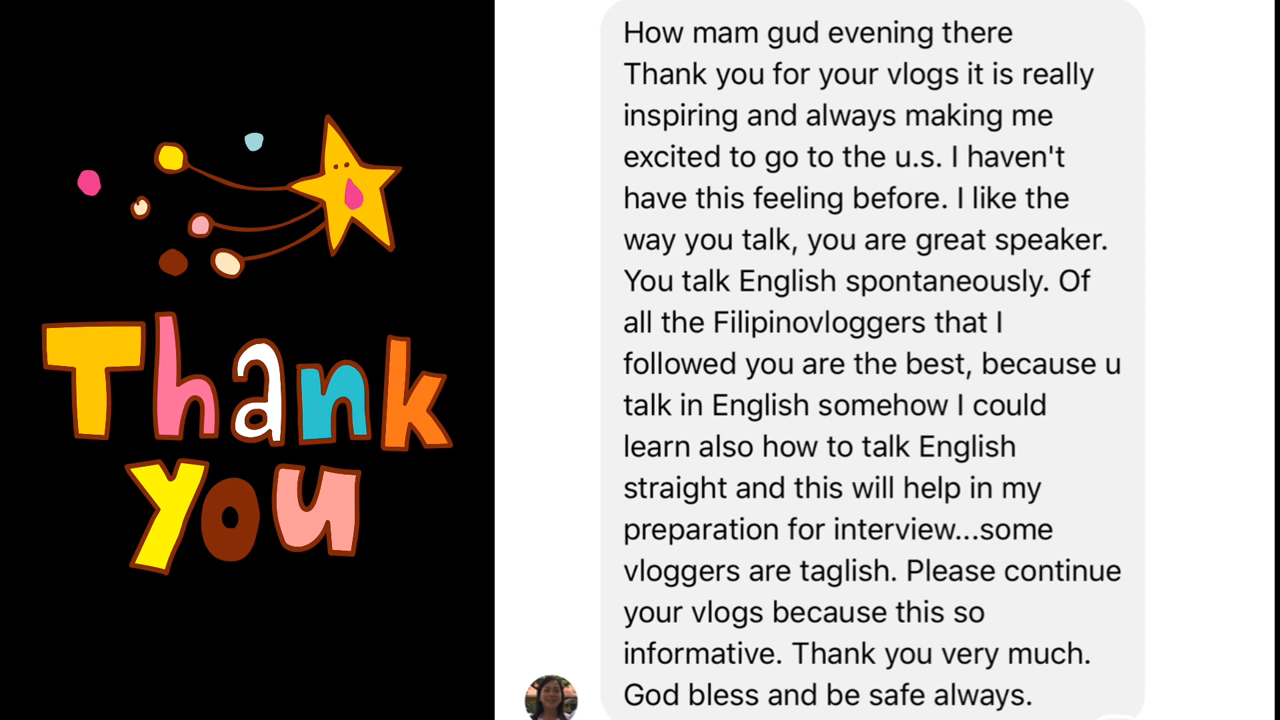 Thank
you
How mam gud evening there
Thank you for your vlogs it is really
inspiring and always making me
excited to go to the u.s. I haven't
have this feeling before. I like the
way you talk, you are great speaker.
You talk English spontaneously. Of
all the Filipinovloggers that I
followed you are the best, because u
talk in English somehow I could
learn also how to talk English
straight and this will help in my
preparation for interview...some
vloggers are taglish. Please continue
your vlogs because this so
informative. Thank you very much.
God bless and be safe always.